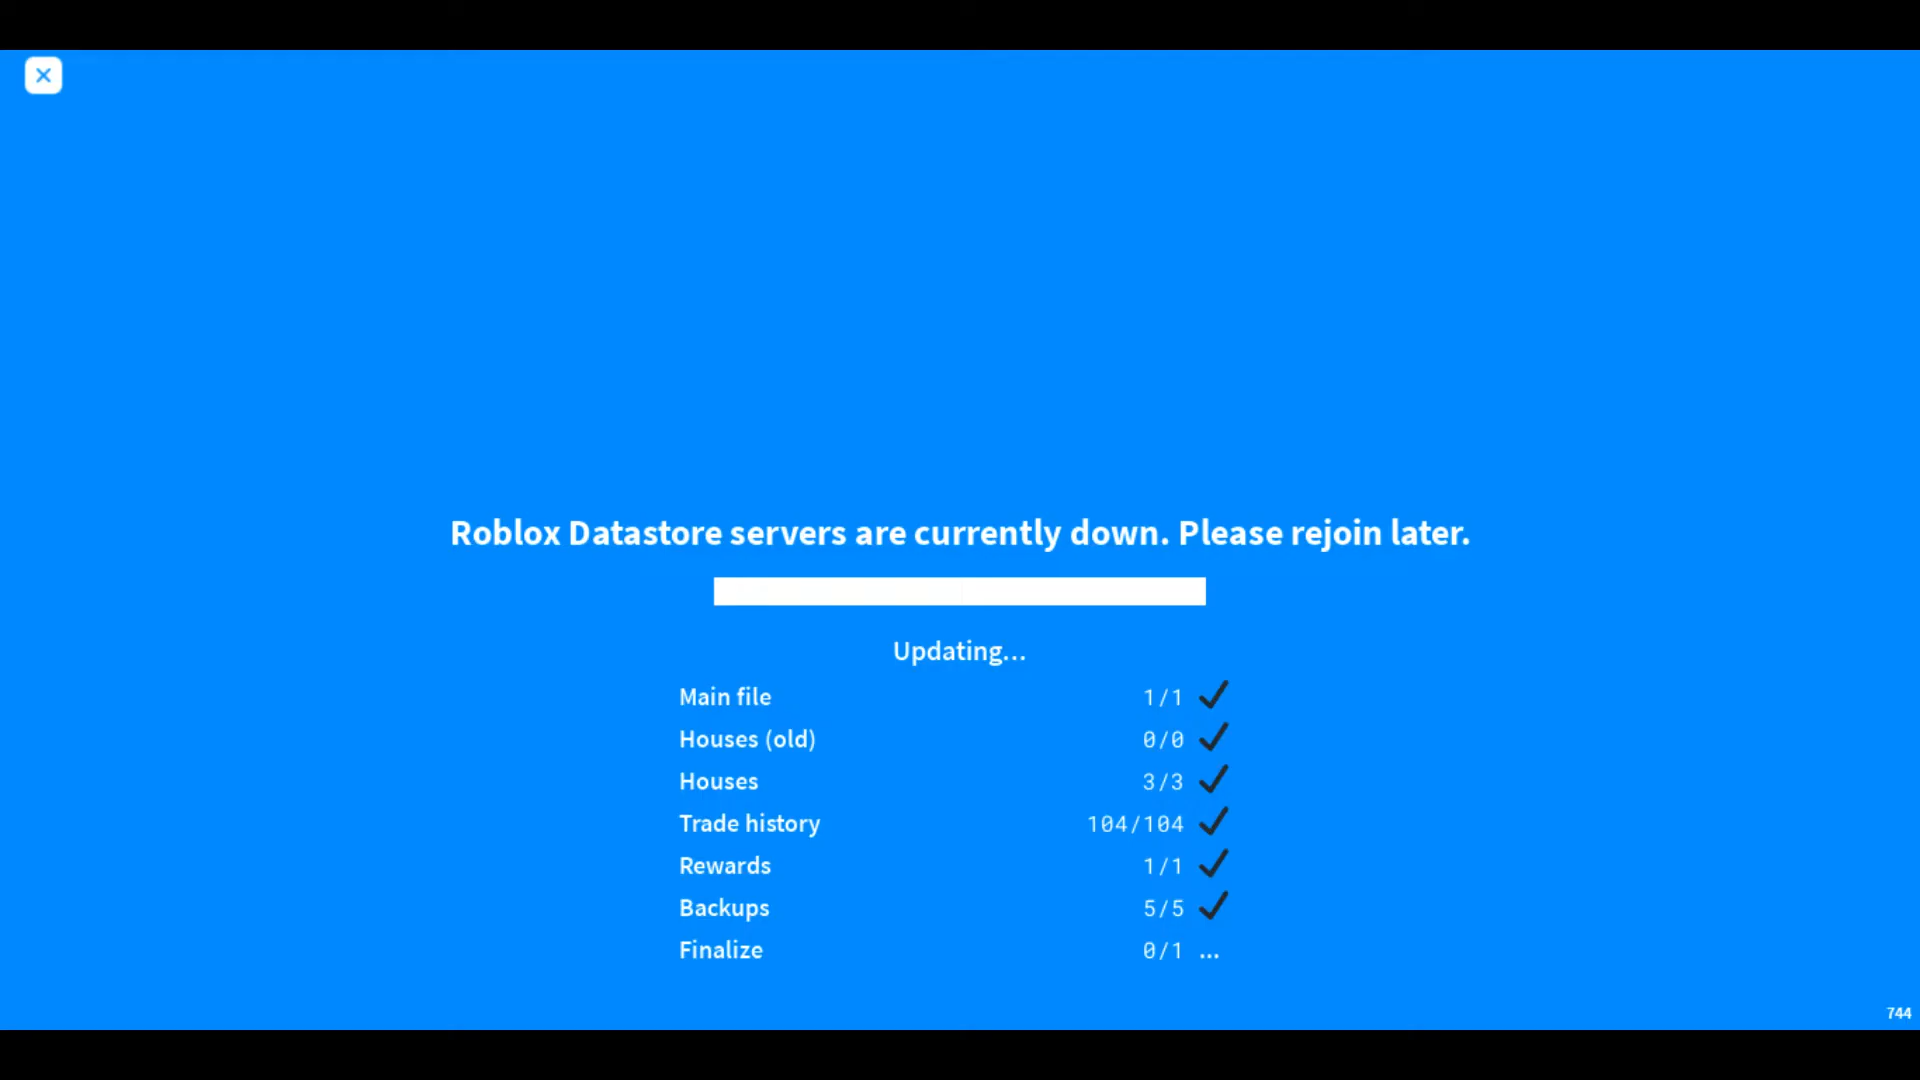 Roblox Datastore servers are currently down. Please rejoin later.
Updating...
Main file 1/1
Houses (old) 0/0
Houses 3/3
Trade history 104/104
Rewards 1/1
Backups 5/5
Finalize 0/1 ...
744